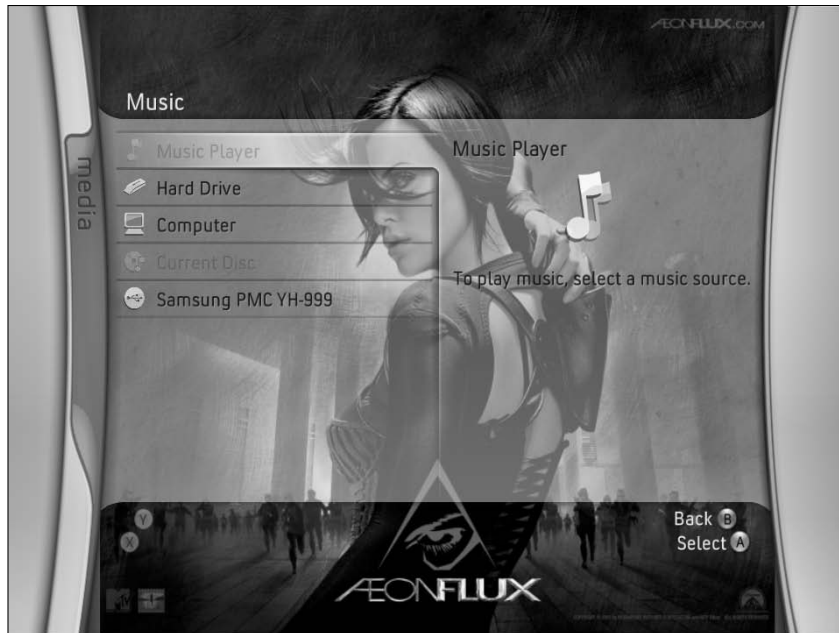 ÆONFLUX.COM
Music
media
Music Player
Hard Drive
Computer
Current Disc
Samsung PMC YH-999
Music Player
To play music, select a music source.
Y
X
Back B
Select A
ÆONFLUX
MTV